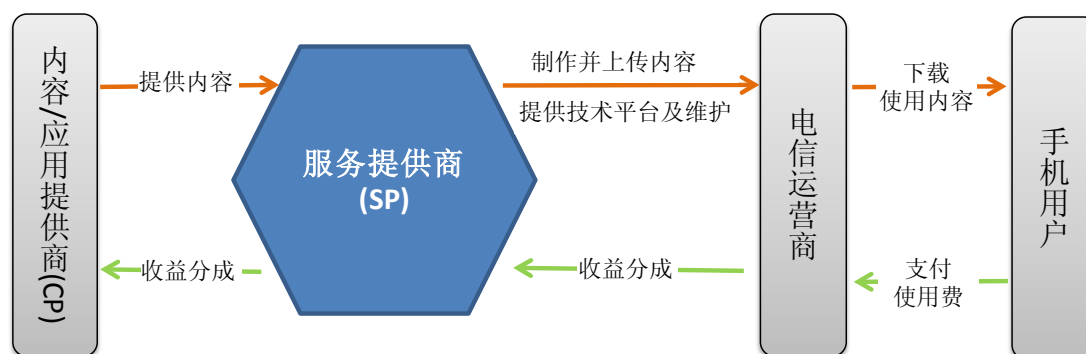 内容/应用提供商(CP)
提供内容
收益分成
服务提供商
(SP)
制作并上传内容
提供技术平台及维护
收益分成
电信运营商
下载
使用内容
支付
使用费
手机用户